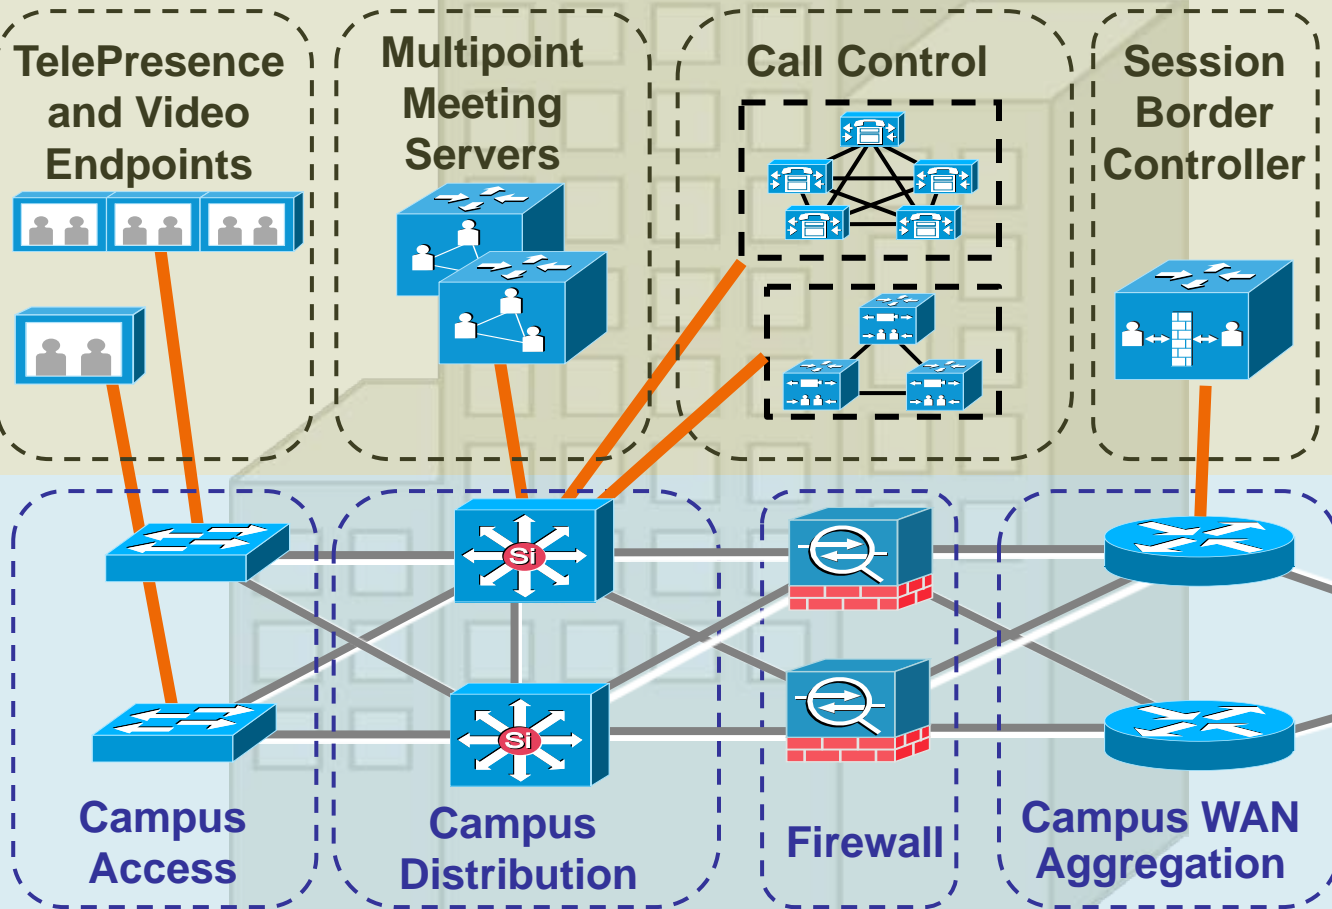 TelePresence
and Video
Endpoints
Multipoint
Meeting
Servers
Call Control
Session
Border
Controller
Si
Si
Campus
Access
Campus
Distribution
Firewall
Campus WAN
Aggregation